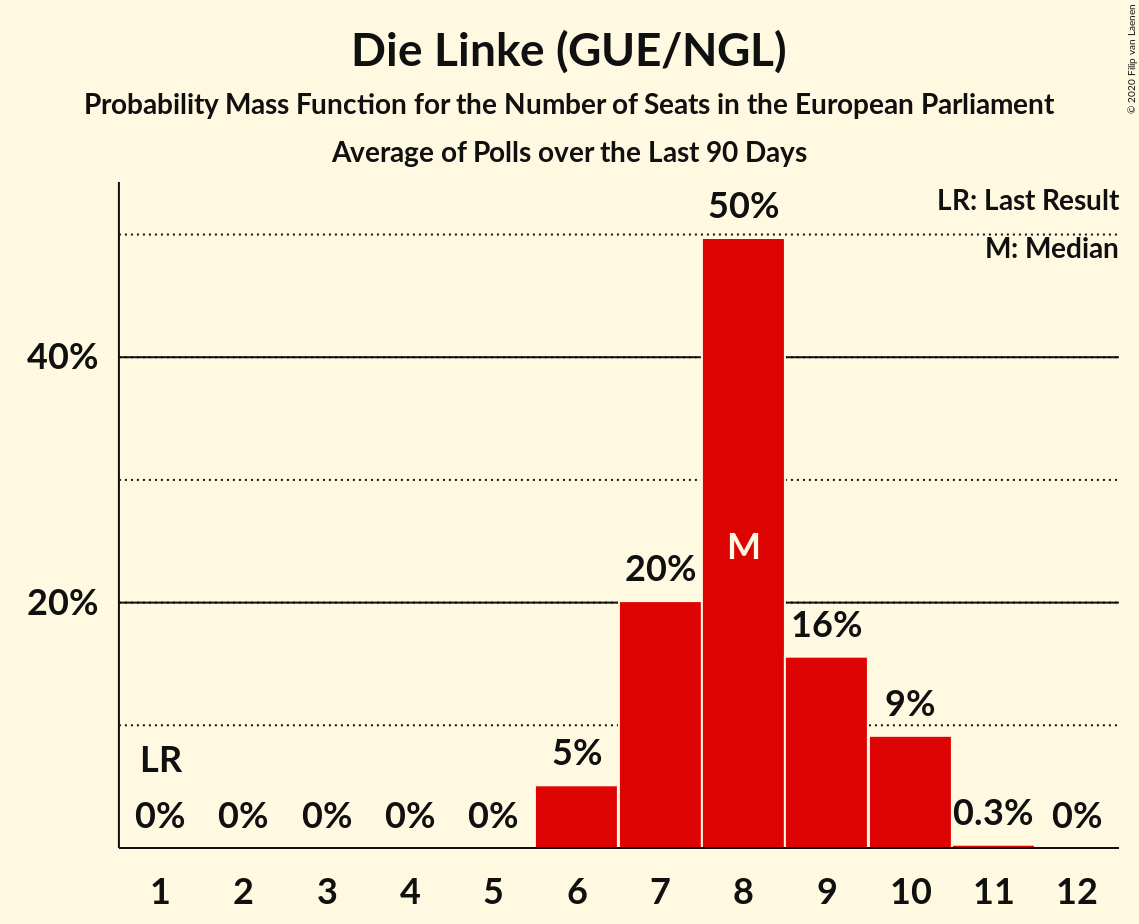 Die Linke (GUE/NGL)
Probability Mass Function for the Number of Seats in the European Parliament
Average of Polls over the Last 90 Days
© 2020 Filip van Laenen
LR: Last Result
M: Median
50%
40%
M
20%
20%
16%
9%
5%
LR
0%
0%
0%
0%
0%
0.3%
0%
1 2 3 4 5 6 7 8 9 10 11 12